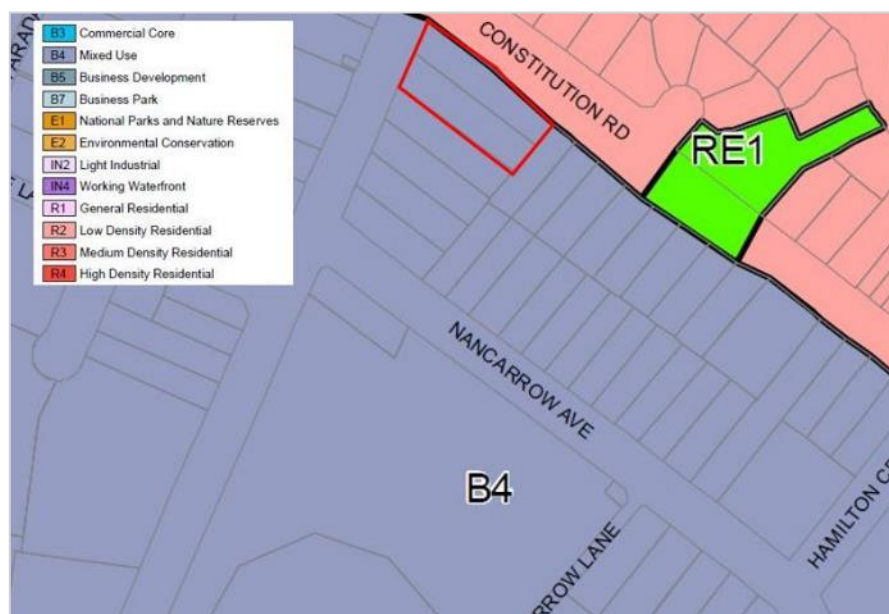 B3 Commercial Core
B4 Mixed Use
B5 Business Development
B7 Business Park
E1 National Parks and Nature Reserves
E2 Environmental Conservation
IN2 Light Industrial
IN4 Working Waterfront
R1 General Residential
R2 Low Density Residential
R3 Medium Density Residential
R4 High Density Residential
CONSTITUTION RD
RE1
NANCARROW AVE
B4
ROW LANE
HAMILTON CR